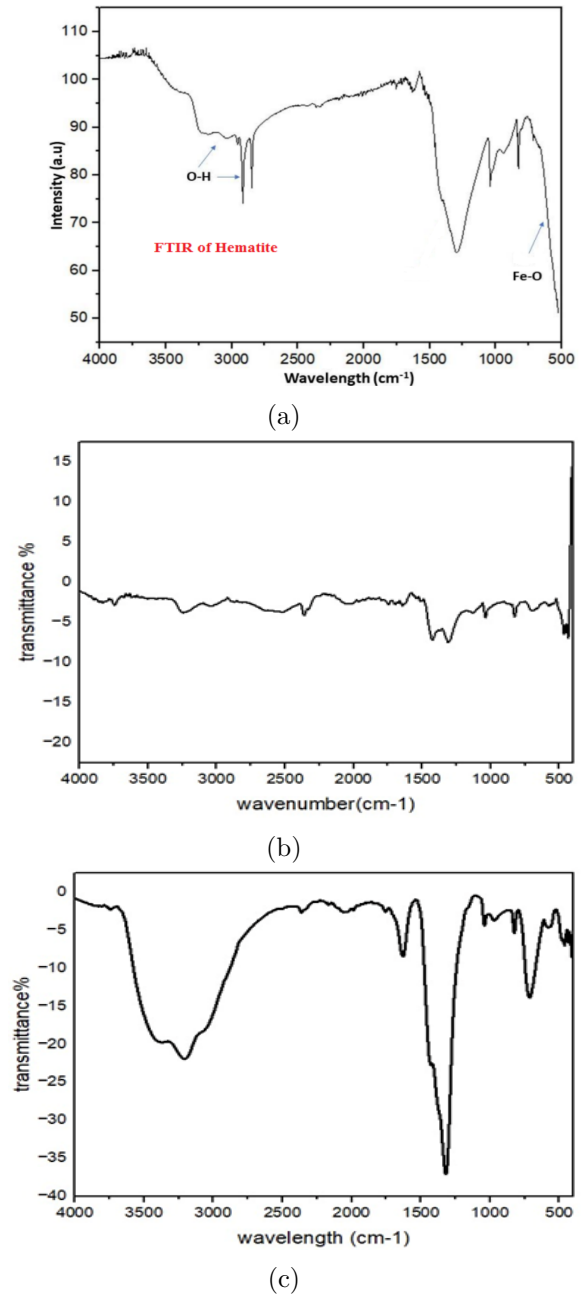 110
100
90
80
70
60
50
Intensity (a.u)
O-H
FTIR of Hematite
Fe-O
4000 3500 3000 2500 2000 1500 1000 500
Wavelength (cm⁻¹)
(a)
15
10
5
0
−5
−10
−15
−20
transmittance %
4000 3500 3000 2500 2000 1500 1000 500
wavenumber(cm-1)
(b)
0
−5
−10
−15
−20
−25
−30
−35
−40
transmittance%
4000 3500 3000 2500 2000 1500 1000 500
wavelength (cm-1)
(c)